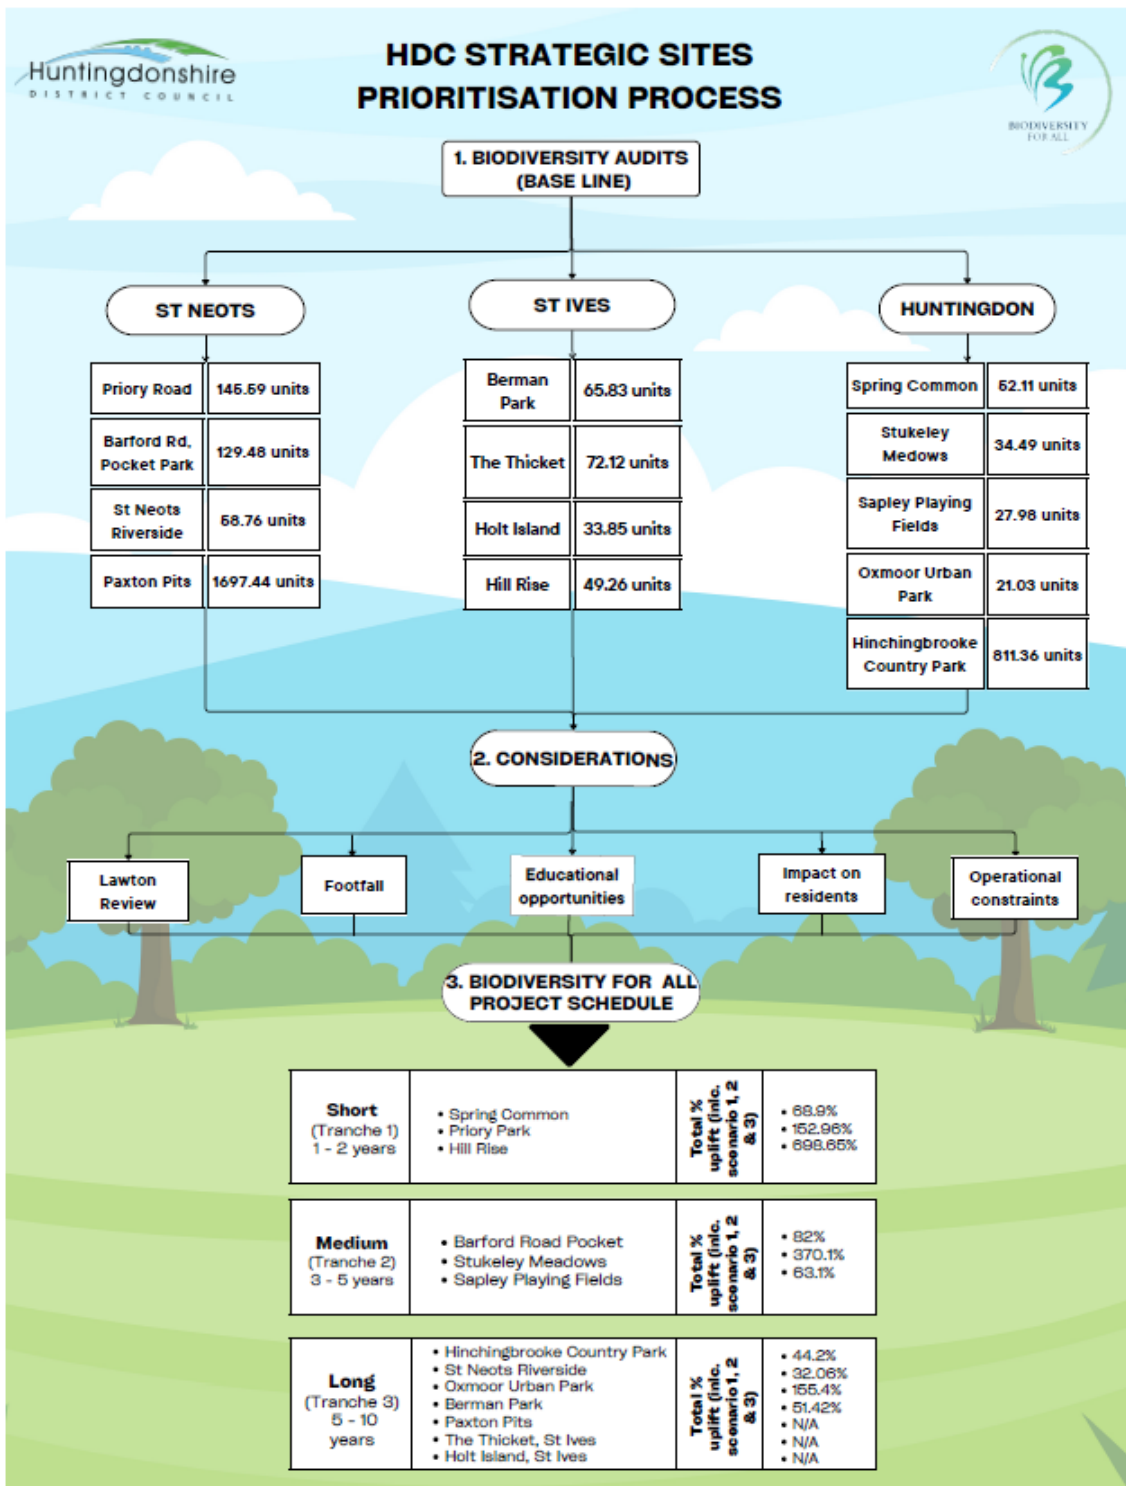 Huntingdonshire
DISTRICT COUNCIL
HDC STRATEGIC SITES
PRIORITISATION PROCESS
BIODIVERSITY
FOR ALL
1. BIODIVERSITY AUDITS
(BASE LINE)
ST NEOTS
Priory Road 145.59 units
Barford Rd,
Pocket Park 129.48 units
St Neots
Riverside 58.76 units
Paxton Pits 1697.44 units
ST IVES
Berman
Park 65.83 units
The Thicket 72.12 units
Holt Island 33.85 units
Hill Rise 49.26 units
HUNTINGDON
Spring Common 52.11 units
Stukeley
Medows 34.49 units
Sapley Playing
Fields 27.98 units
Oxmoor Urban
Park 21.03 units
Hinchingbrooke
Country Park 811.36 units
2. CONSIDERATIONS
Lawton
Review
Footfall
Educational
opportunities
Impact on
residents
Operational
constraints
3. BIODIVERSITY FOR ALL
PROJECT SCHEDULE
Short
(Tranche 1)
1 - 2 years
• Spring Common
• Priory Park
• Hill Rise
Total %
uplift (inlc.
scenario 1, 2
& 3)
• 68.9%
• 152.96%
• 698.65%
Medium
(Tranche 2)
3 - 5 years
• Barford Road Pocket
• Stukeley Meadows
• Sapley Playing Fields
Total %
uplift (inlc.
scenario 1, 2
& 3)
• 82%
• 370.1%
• 63.1%
Long
(Tranche 3)
5 - 10
years
• Hinchingbrooke Country Park
• St Neots Riverside
• Oxmoor Urban Park
• Berman Park
• Paxton Pits
• The Thicket, St Ives
• Holt Island, St Ives
Total %
uplift (inlc.
scenario 1, 2
& 3)
• 44.2%
• 32.06%
• 155.4%
• 51.42%
• N/A
• N/A
• N/A